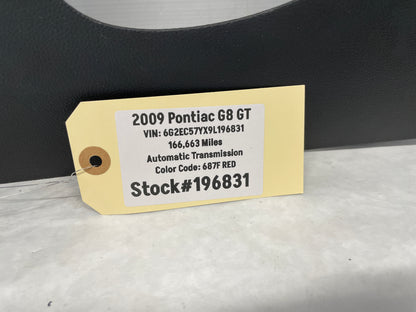 2009 Pontiac G8 GT
VIN: 6G2EC57YX9L196831
166,663 Miles
Automatic Transmission
Color Code: 687F RED
Stock#196831